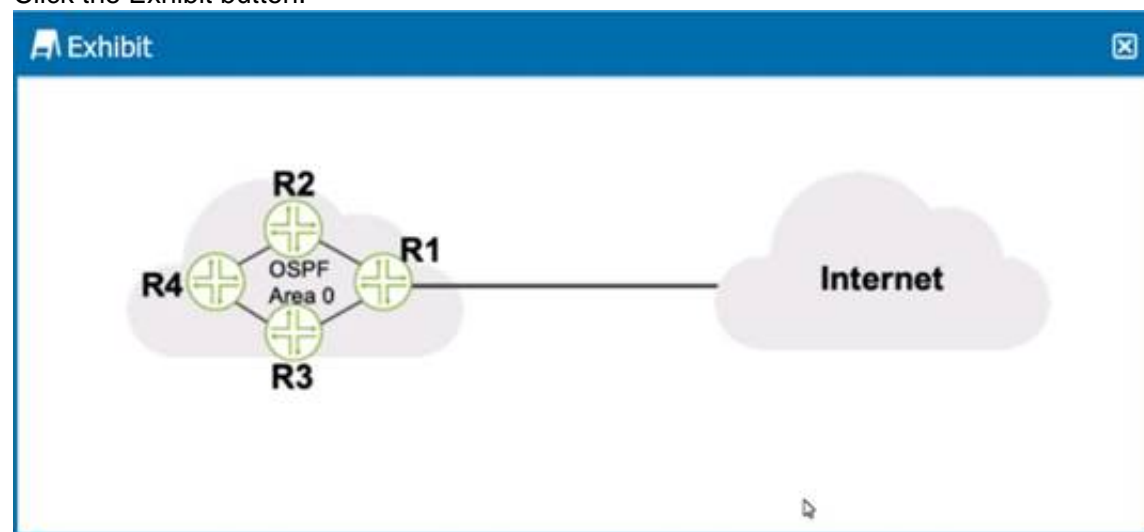 Click the Exhibit button.
Exhibit
R2
R1
OSPF
R4
Area 0
Internet
R3